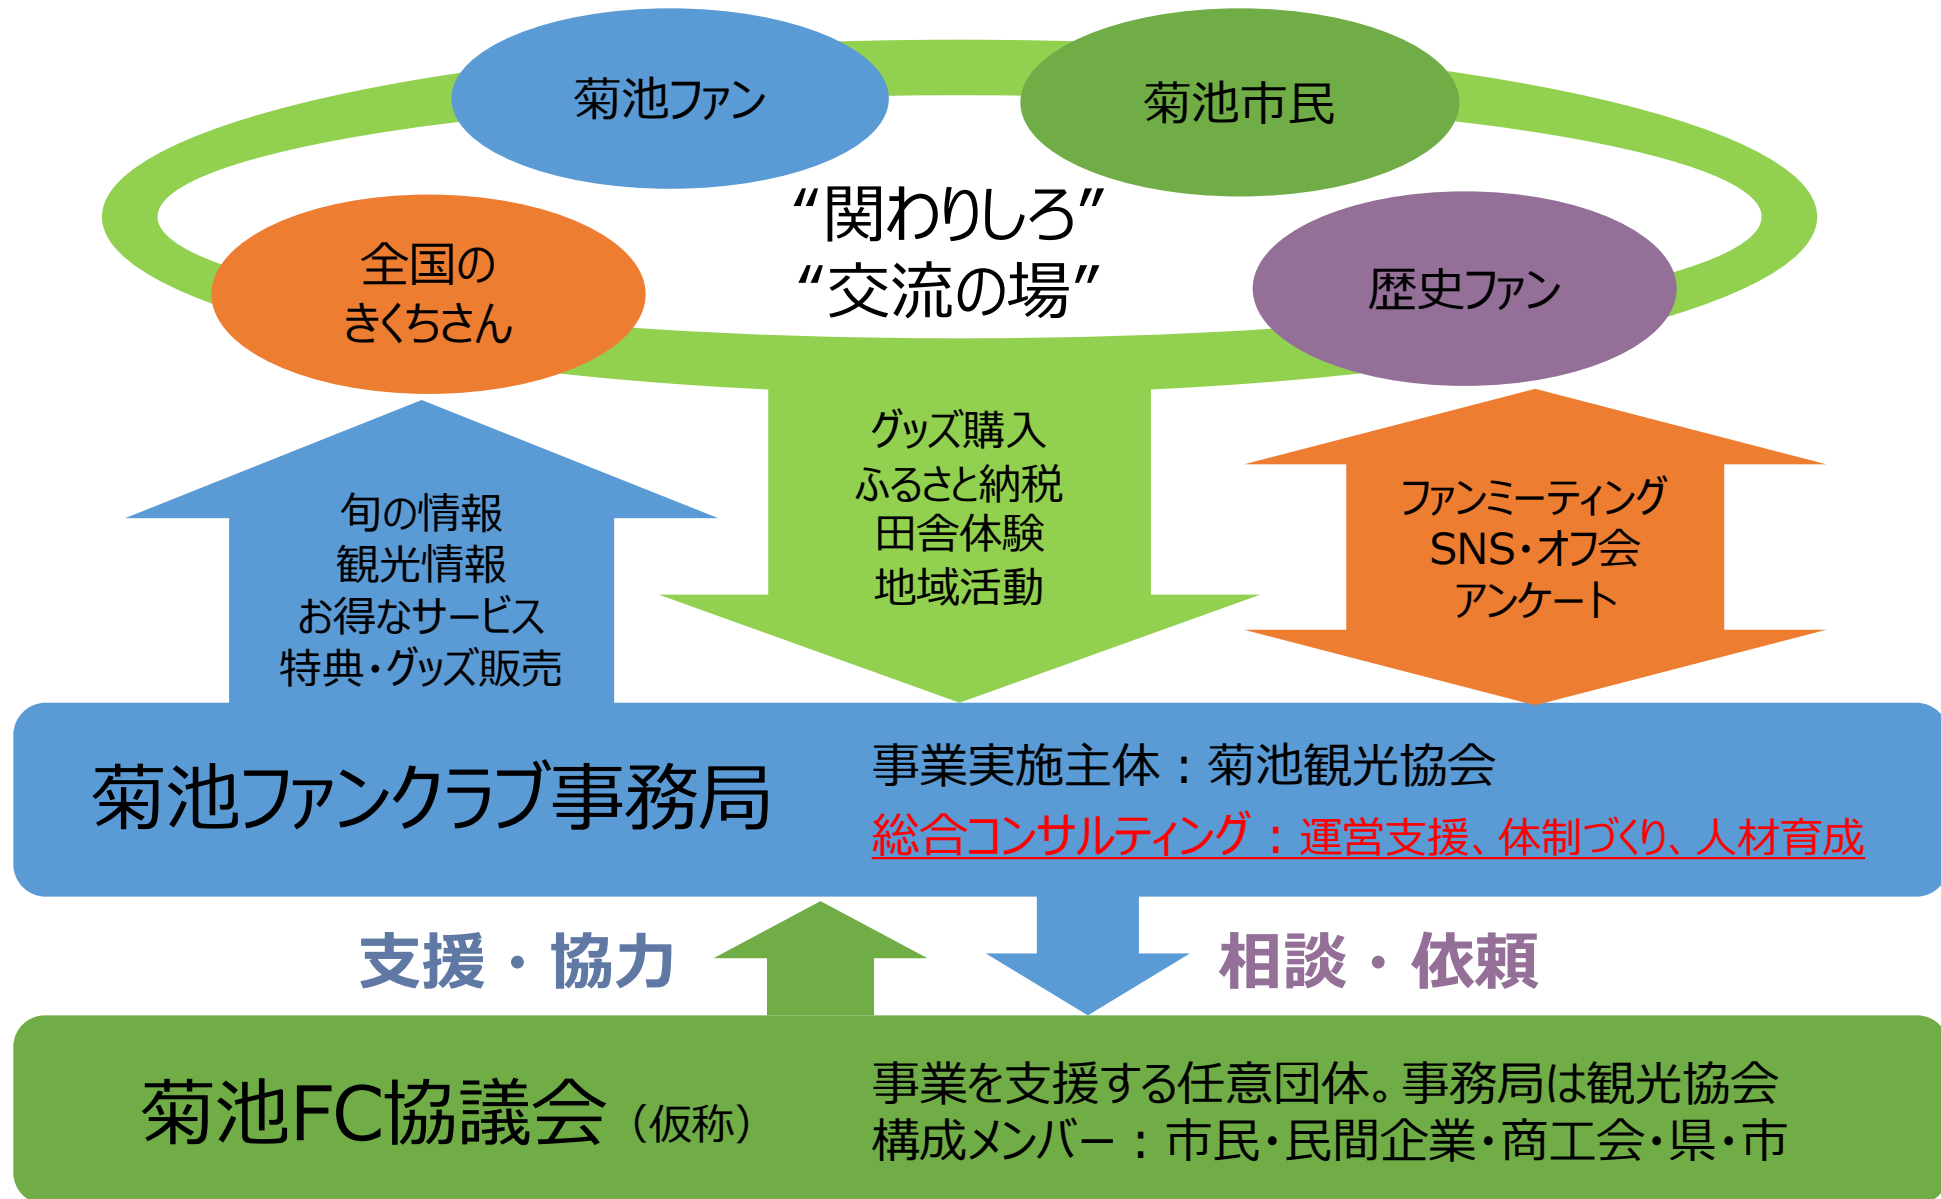 菊池ファン
菊池市民
“関わりしろ”
“交流の場”
全国の
きくちさん
歴史ファン
旬の情報
観光情報
お得なサービス
特典・グッズ販売
グッズ購入
ふるさと納税
田舎体験
地域活動
ファンミーティング
SNS・オフ会
アンケート
菊池ファンクラブ事務局
事業実施主体：菊池観光協会
総合コンサルティング：運営支援、体制づくり、人材育成
支援・協力
相談・依頼
菊池FC協議会（仮称）
事業を支援する任意団体。事務局は観光協会
構成メンバー：市民・民間企業・商工会・県・市